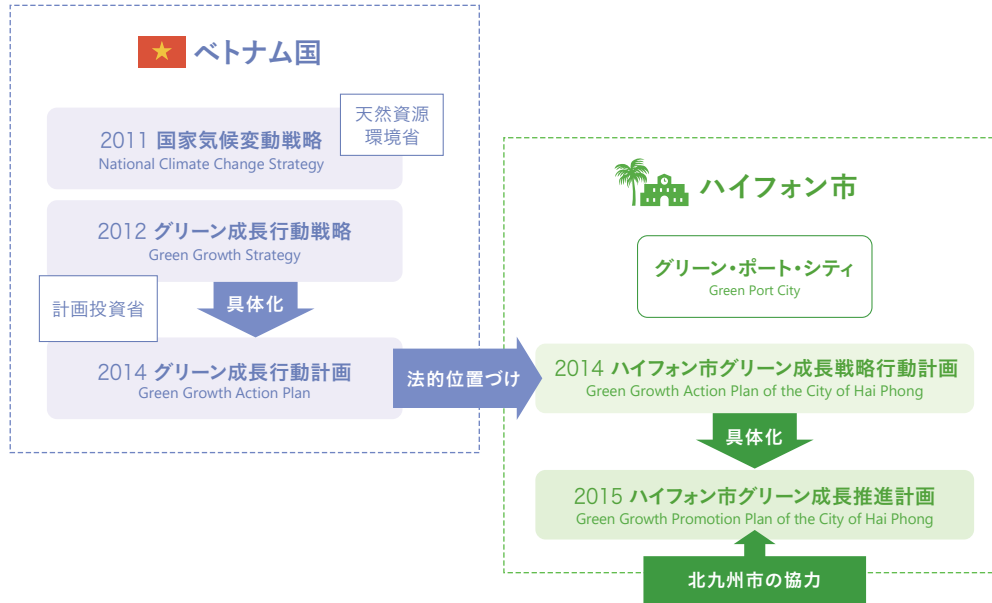 ベトナム国
天然資源
環境省
2011 国家気候変動戦略
National Climate Change Strategy
2012 グリーン成長行動戦略
Green Growth Strategy
計画投資省
具体化
2014 グリーン成長行動計画
Green Growth Action Plan
法的位置づけ
ハイフォン市
グリーン・ポート・シティ
Green Port City
2014 ハイフォン市グリーン成長戦略行動計画
Green Growth Action Plan of the City of Hai Phong
具体化
2015 ハイフォン市グリーン成長推進計画
Green Growth Promotion Plan of the City of Hai Phong
北九州市の協力